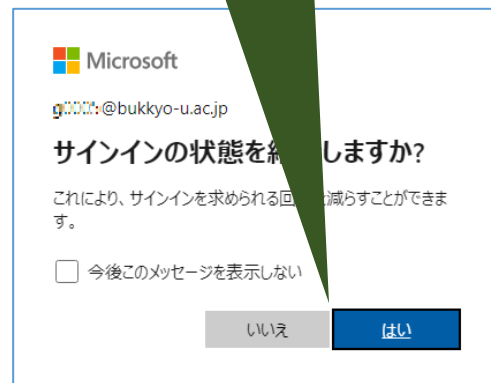 Microsoft
@bukkyo-u.ac.jp
サインインの状態を しますか?
これにより、サインインを求められる回 減らすことができま
す。
今後このメッセージを表示しない
いいえ
はい